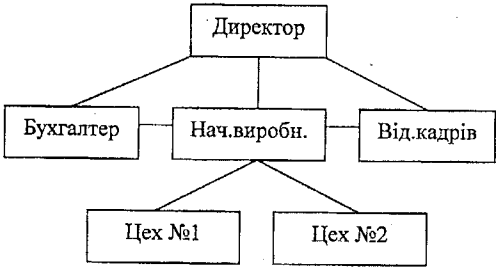 Директор
Бухгалтер
Нач.виробн.
Від.кадрів
Цех №1
Цех №2